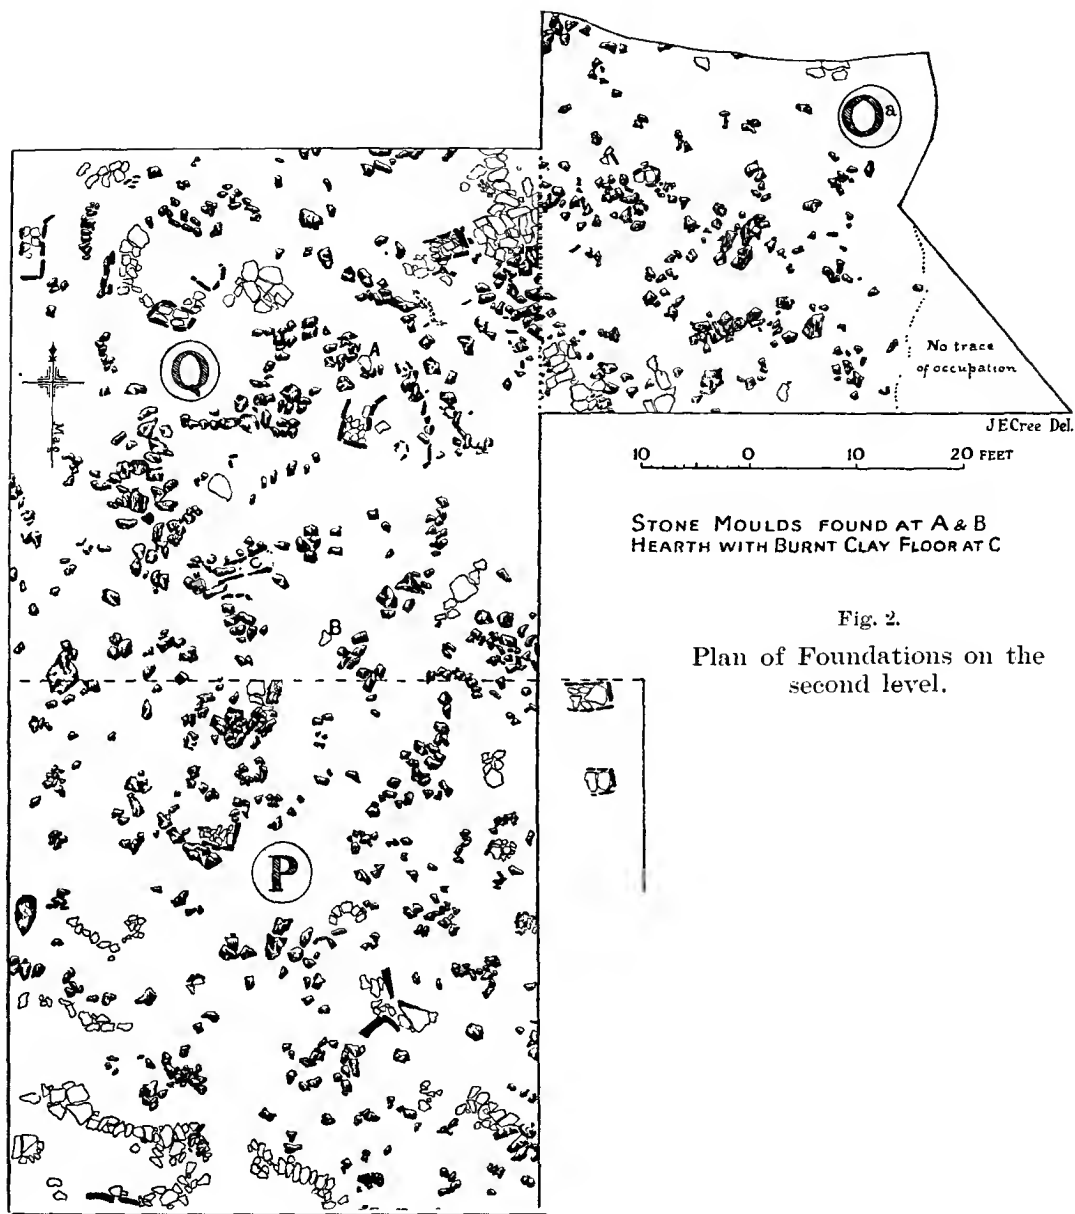 Q a
A
Q
No trace
of occupation
Mag
J E Cree Del.
10 0 10 20 FEET
STONE MOULDS FOUND AT A & B
HEARTH WITH BURNT CLAY FLOOR AT C
C
B
Fig. 2.
Plan of Foundations on the
second level.
P